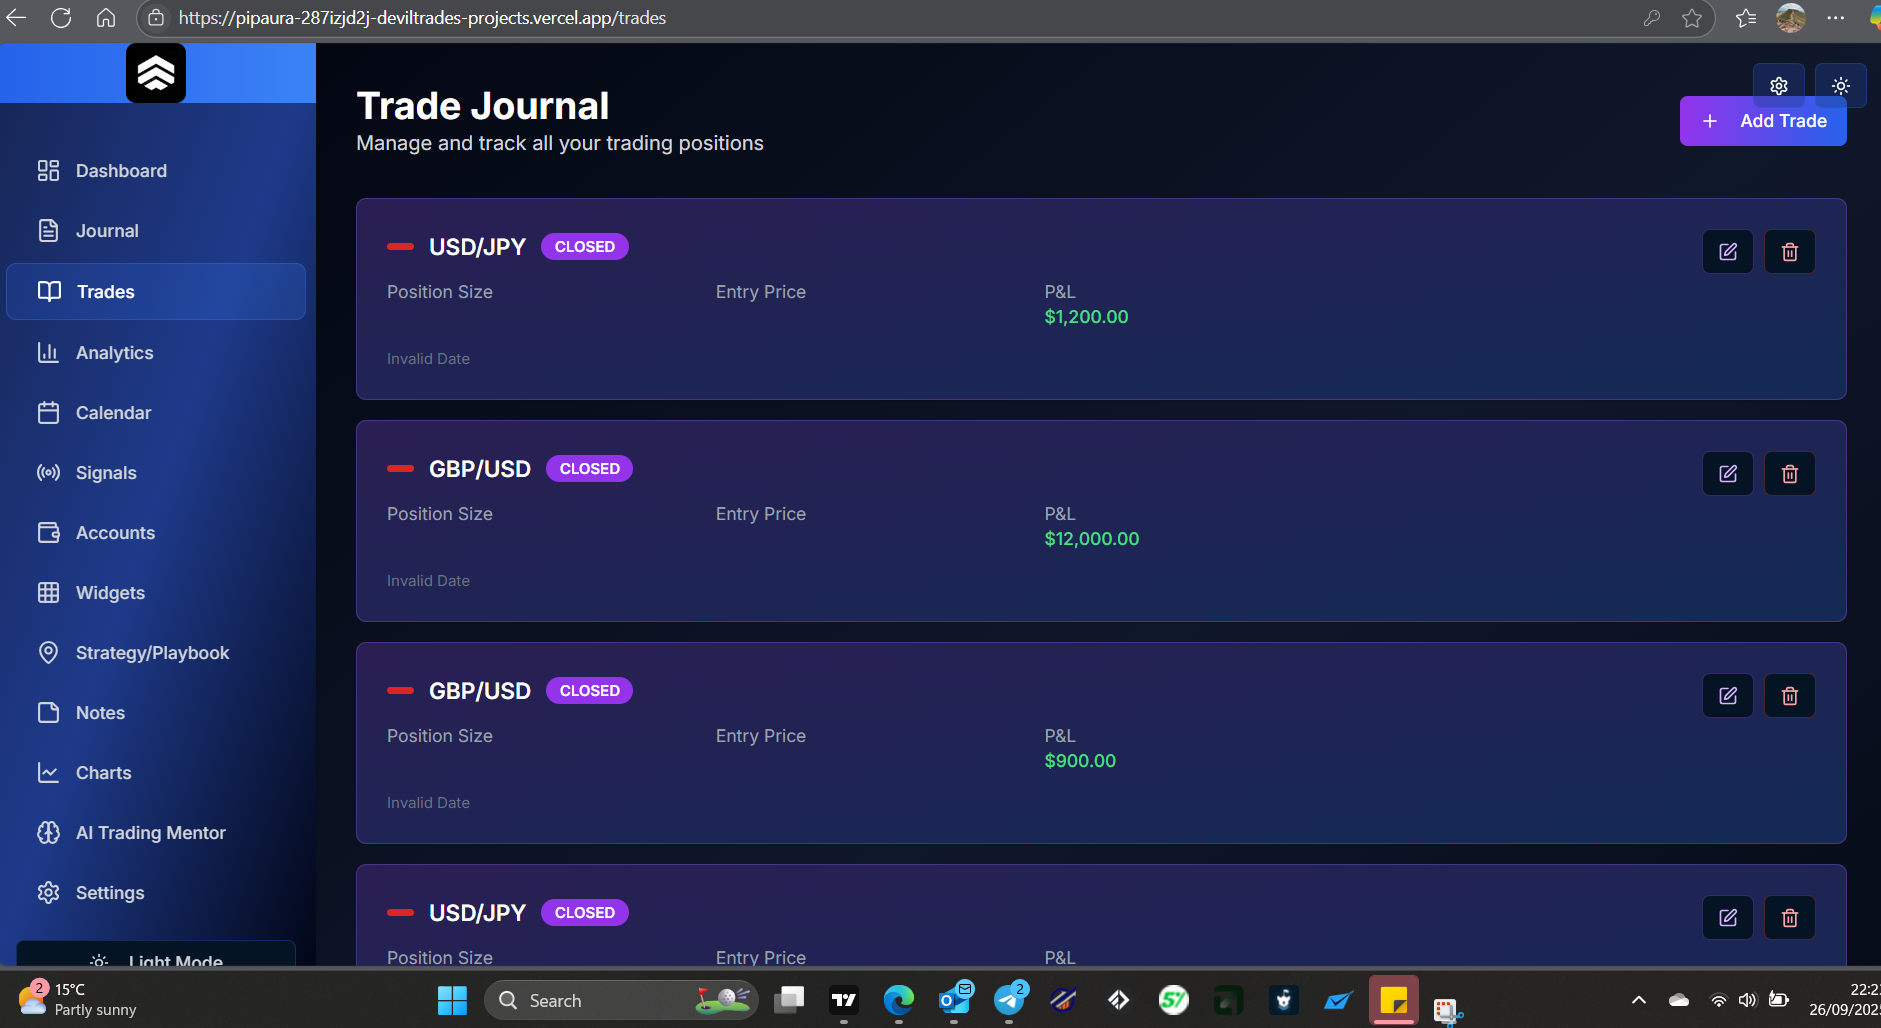 https://pipaura-287izjd2j-deviltrades-projects.vercel.app/trades
Dashboard
Journal
Trades
Analytics
Calendar
Signals
Accounts
Widgets
Strategy/Playbook
Notes
Charts
AI Trading Mentor
Settings
Light Mode
Trade Journal
Manage and track all your trading positions
+ Add Trade
USD/JPY CLOSED
Position Size Entry Price P&L
$1,200.00
Invalid Date
GBP/USD CLOSED
Position Size Entry Price P&L
$12,000.00
Invalid Date
GBP/USD CLOSED
Position Size Entry Price P&L
$900.00
Invalid Date
USD/JPY CLOSED
Position Size Entry Price P&L
2
15°C
Partly sunny
Search
2
22:2
26/09/202